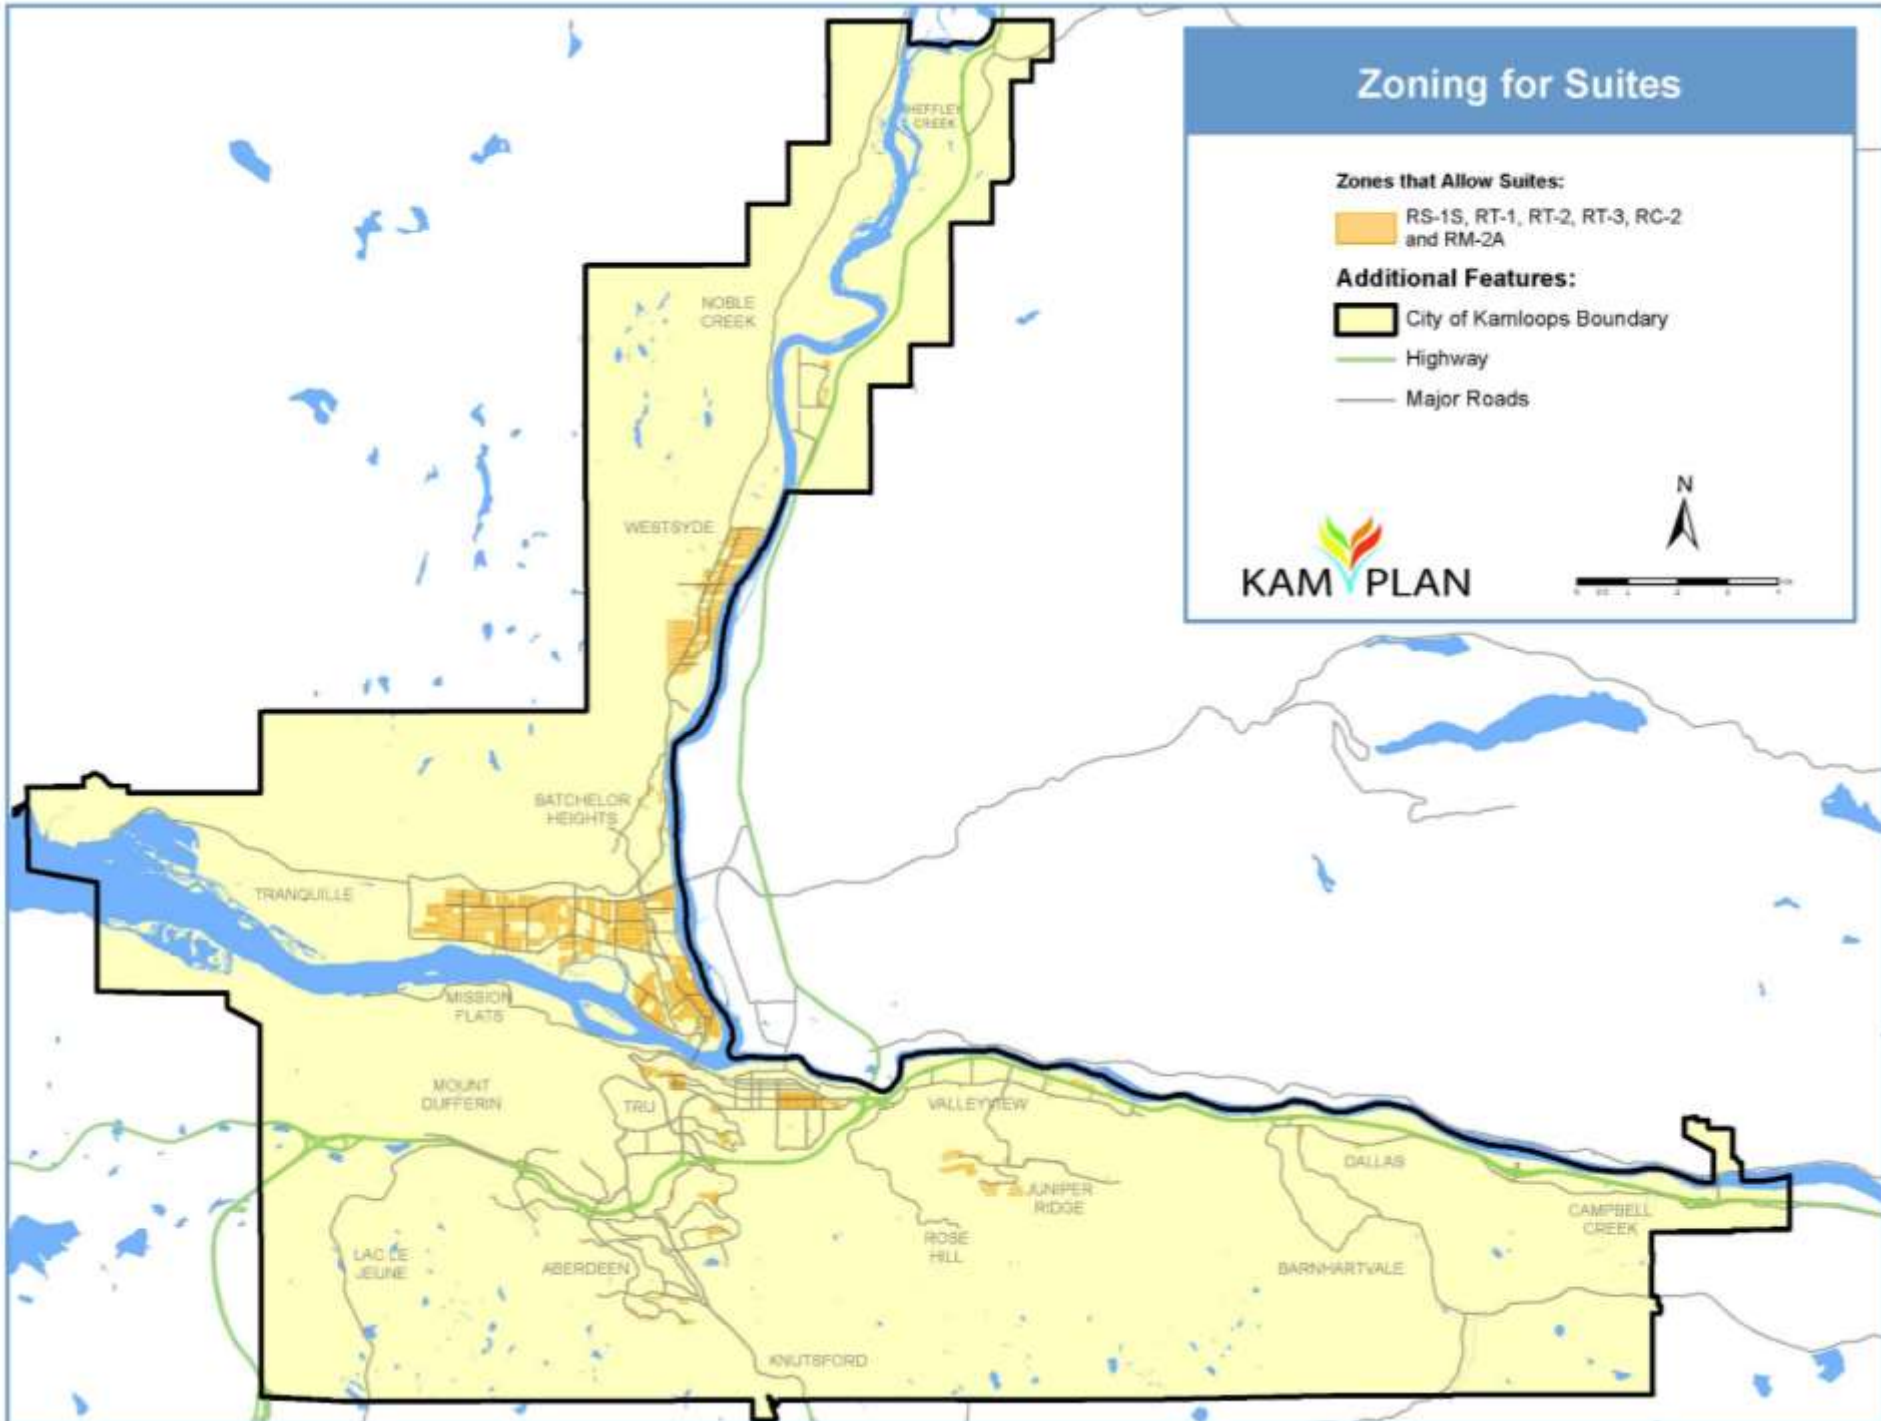 Zoning for Suites
Zones that Allow Suites:
RS-1S, RT-1, RT-2, RT-3, RC-2
and RM-2A
Additional Features:
City of Kamloops Boundary
Highway
Major Roads
N
KAM PLAN
HEFFLEY
CREEK
NOBLE
CREEK
WESTSYDE
BATCHELOR
HEIGHTS
TRANQUILLE
MISSION
FLATS
MOUNT
DUFFERIN
TRU
VALLEYVIEW
JUNIPER
RIDGE
DALLAS
CAMPBELL
CREEK
ROSE
HILL
LAC LE
JEUNE
ABERDEEN
BARNHARTVALE
KNUTSFORD